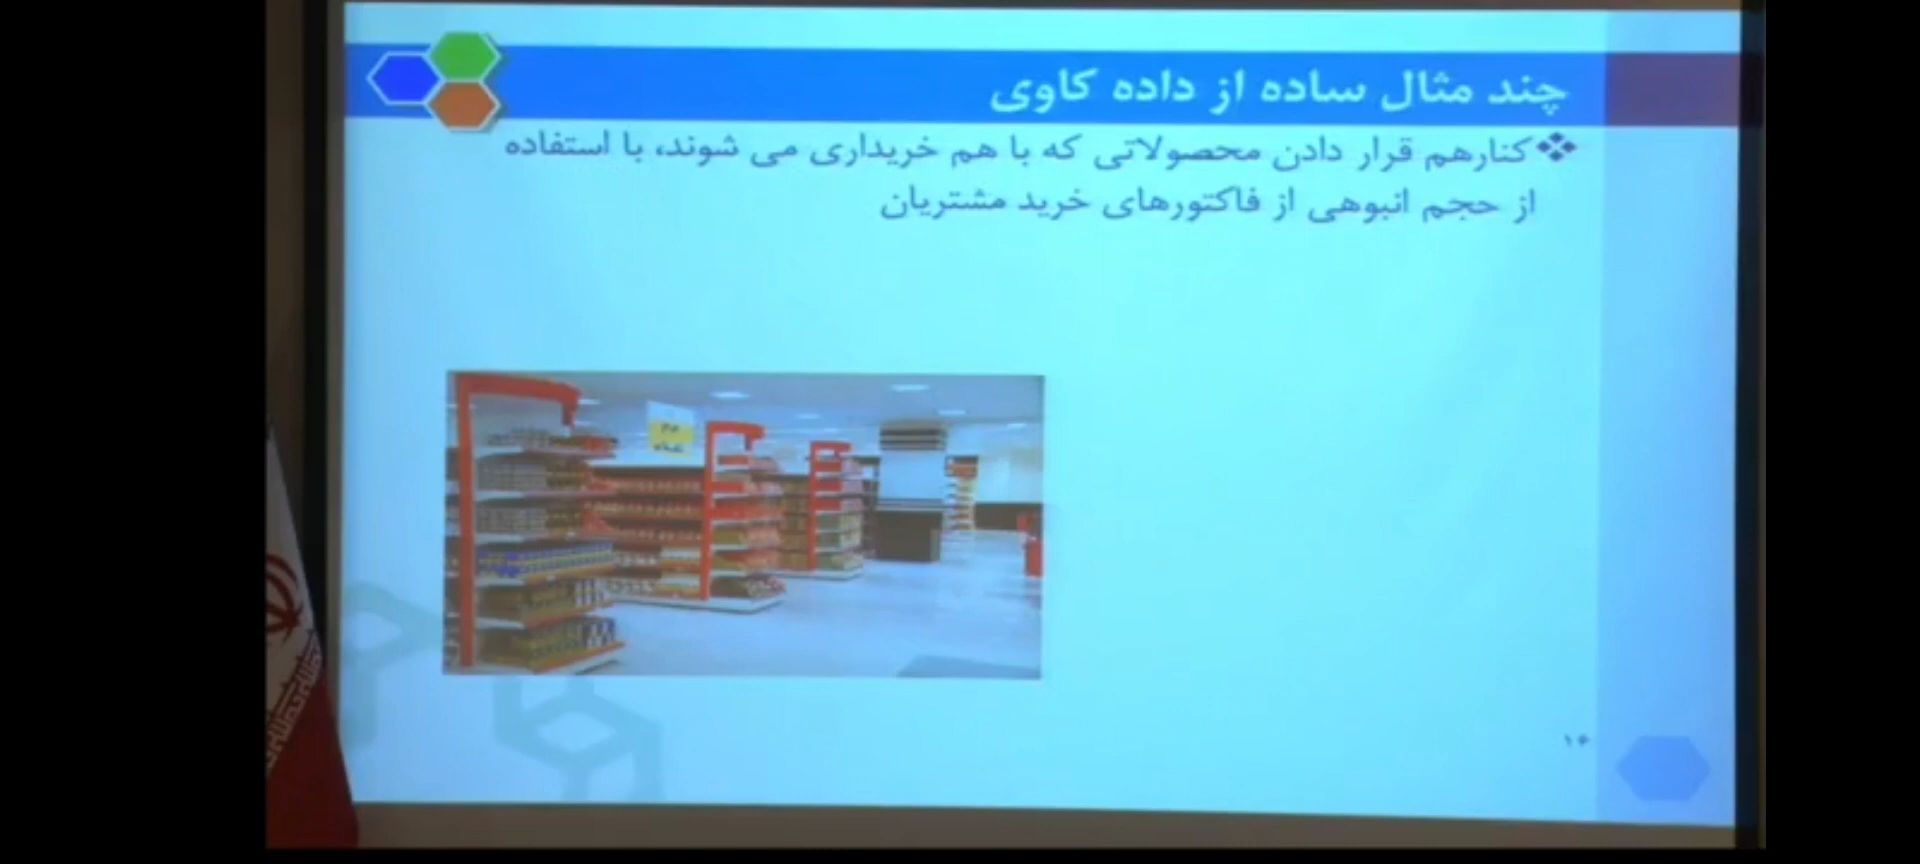 چند مثال ساده از داده کاوی
کنارهم قرار دادن محصولاتی که با هم خریداری می شوند، با استفاده
از حجم انبوهی از فاکتورهای خرید مشتریان